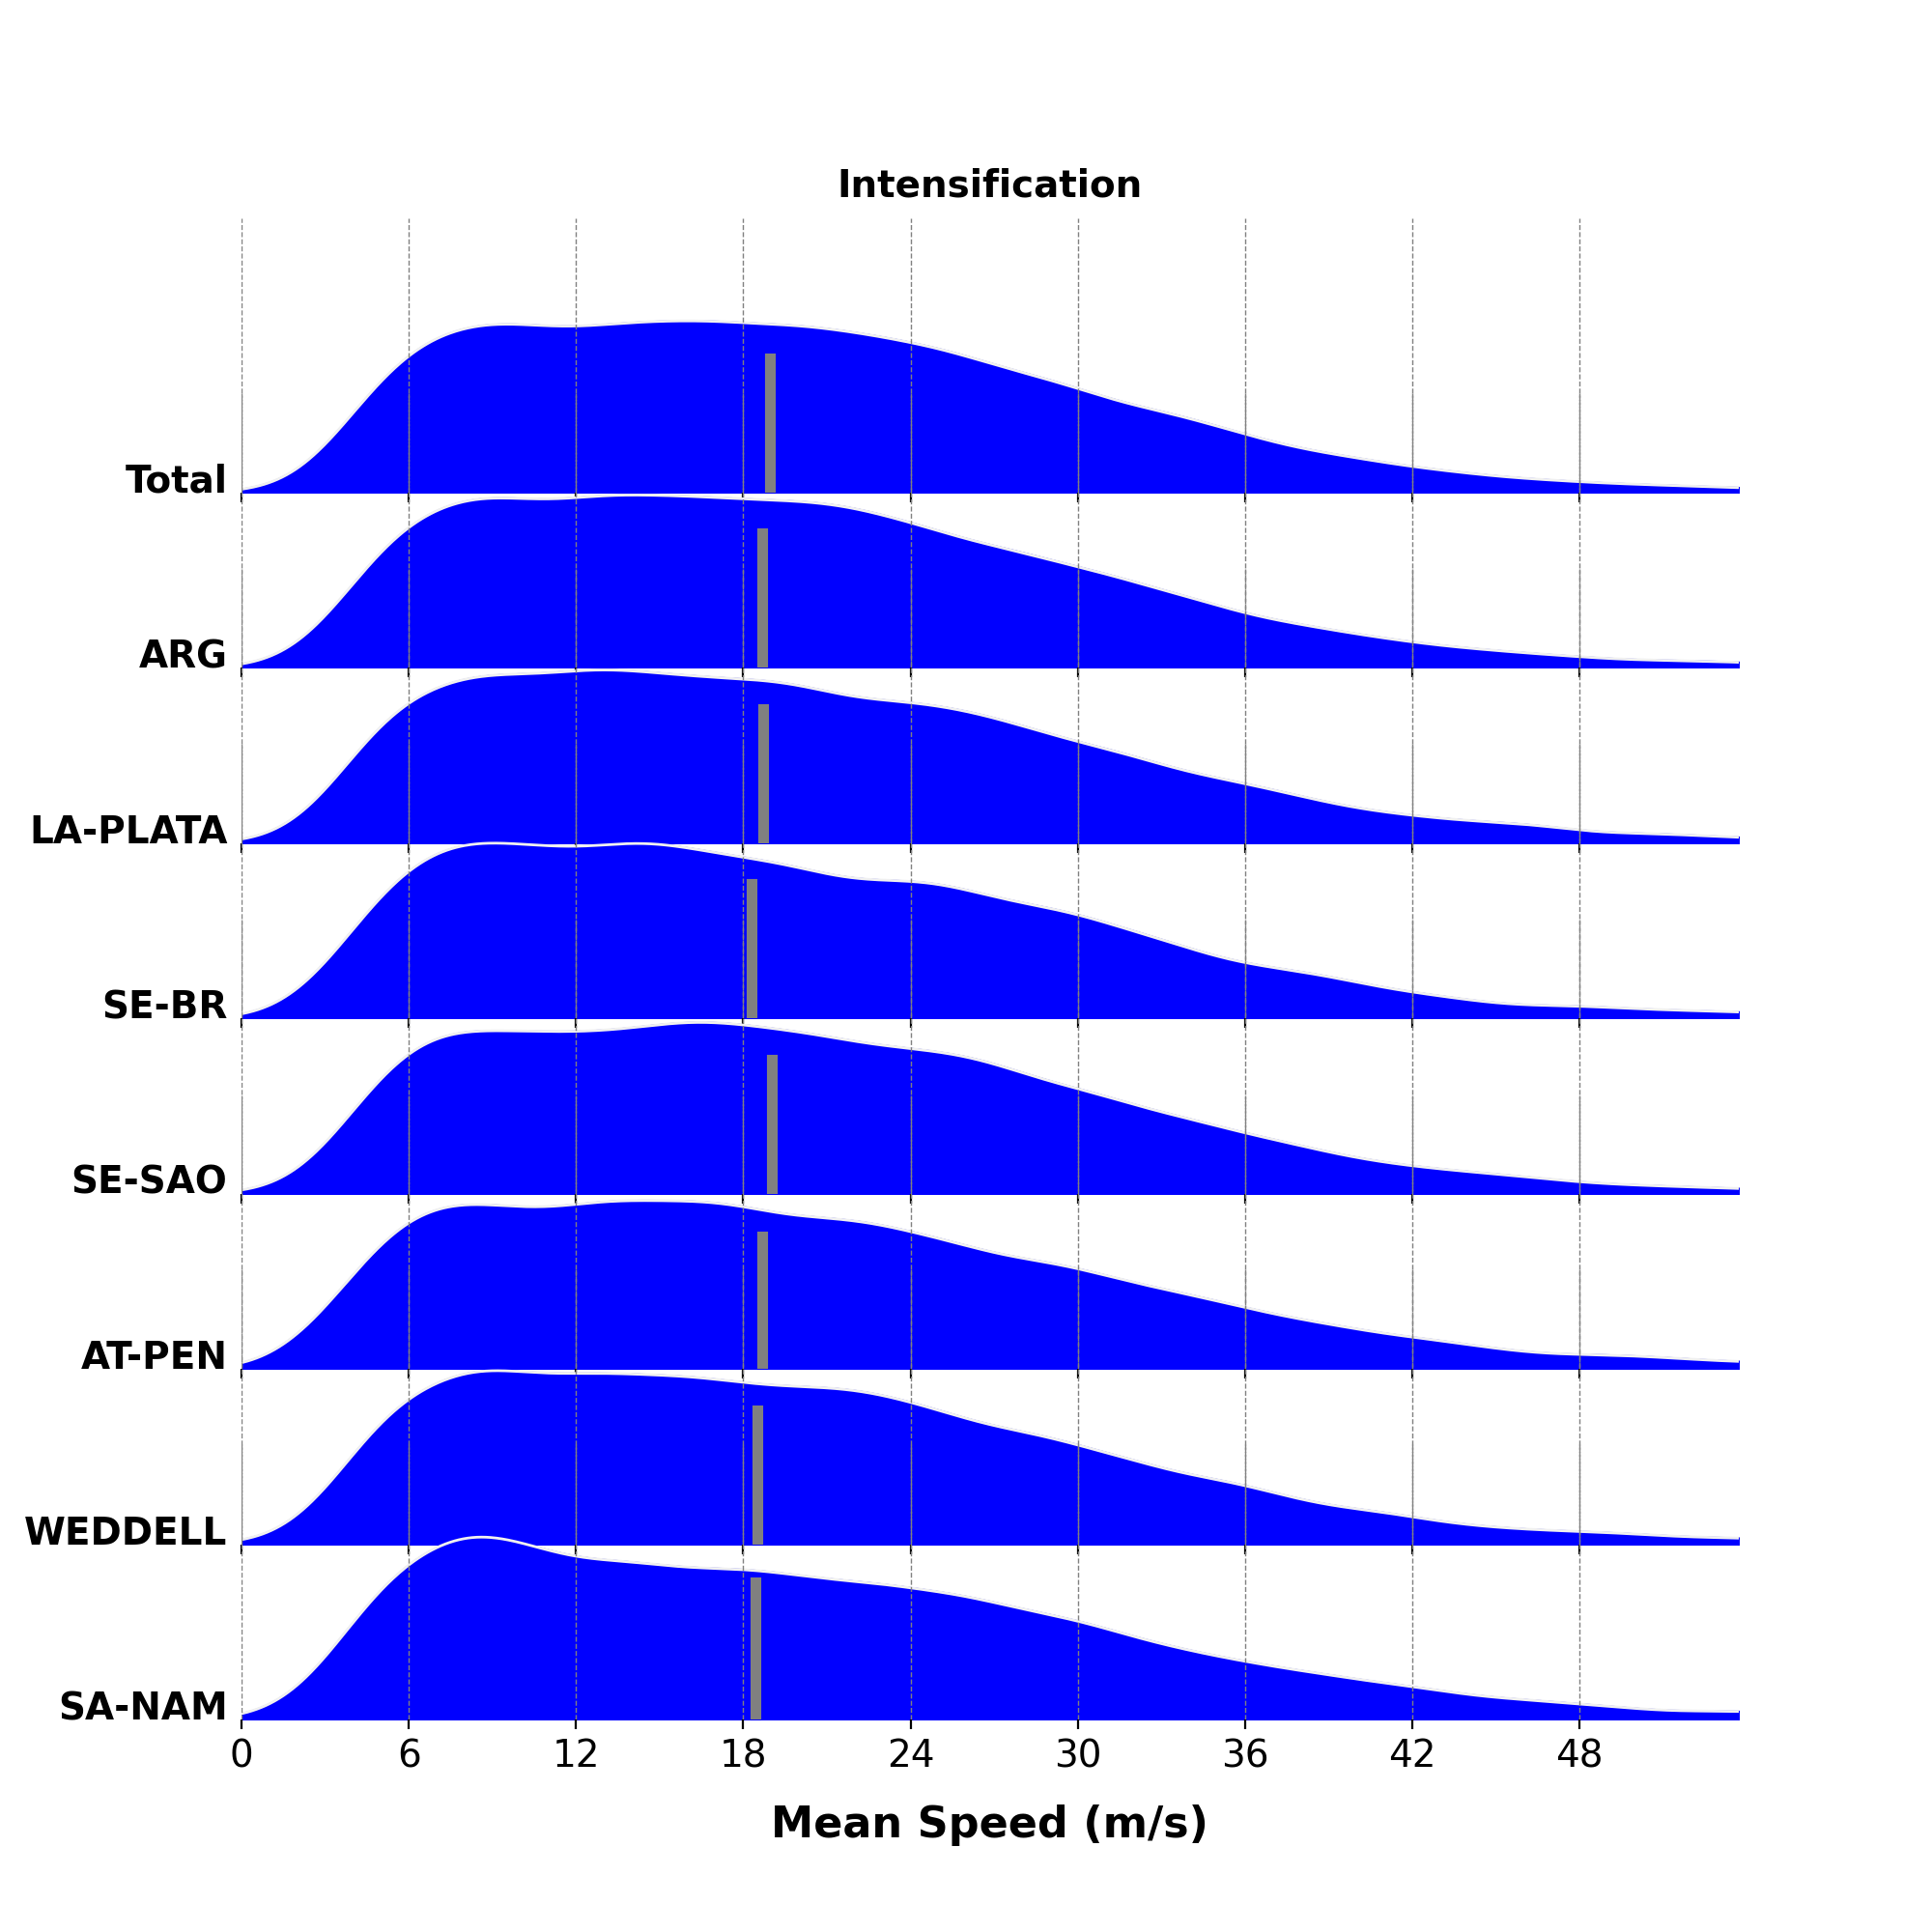 Intensification
Total
ARG
LA-PLATA
SE-BR
SE-SAO
AT-PEN
WEDDELL
SA-NAM
0 6 12 18 24 30 36 42 48
Mean Speed (m/s)